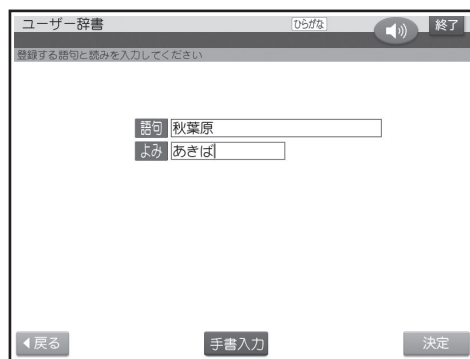 ユーザー辞書 ひらがな 終了
登録する語句と読みを入力してください
語句 秋葉原
よみ あきば
戻る 手書入力 決定